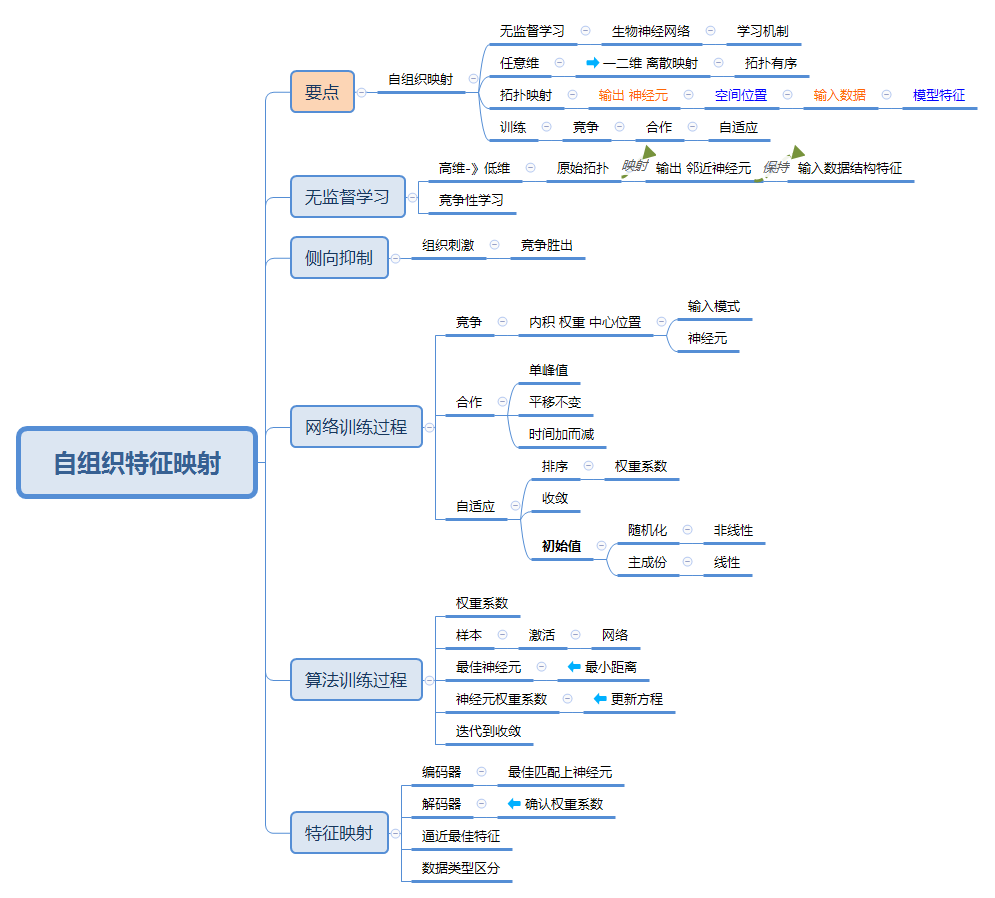 自组织特征映射
要点
自组织映射
无监督学习 生物神经网络 学习机制
任意维 一二维 离散映射 拓扑有序
拓扑映射 输出 神经元 空间位置 输入数据 模型特征
训练 竞争 合作 自适应
无监督学习
高维-》低维 原始拓扑 映射 输出 邻近神经元 保持 输入数据结构特征
竞争性学习
侧向抑制
组织刺激 竞争胜出
网络训练过程
竞争 内积 权重 中心位置
输入模式
神经元
合作
单峰值
平移不变
时间加而减
自适应
排序 权重系数
收敛
初始值
随机化 非线性
主成份 线性
算法训练过程
权重系数
样本 激活 网络
最佳神经元 最小距离
神经元权重系数 更新方程
迭代到收敛
特征映射
编码器 最佳匹配上神经元
解码器 确认权重系数
逼近最佳特征
数据类型区分